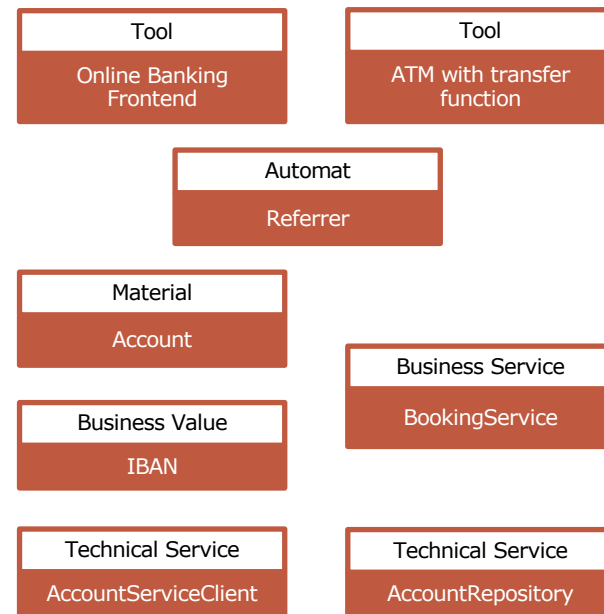 Tool
Online Banking
Frontend
Tool
ATM with transfer
function
Automat
Referrer
Material
Account
Business Service
BookingService
Business Value
IBAN
Technical Service
AccountServiceClient
Technical Service
AccountRepository